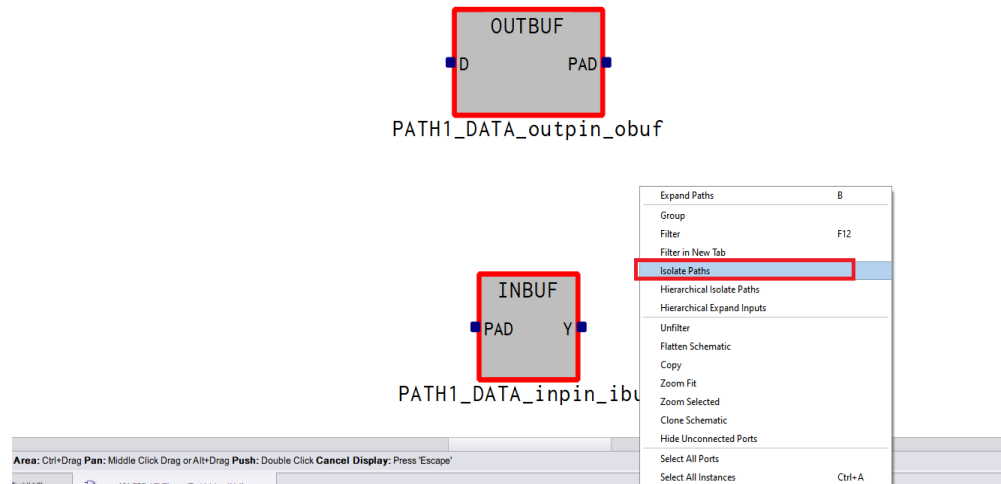 OUTBUF
D PAD
PATH1_DATA_outpin_obuf
Expand Paths B
Group
Filter F12
Filter in New Tab
Isolate Paths
Hierarchical Isolate Paths
INBUF
Hierarchical Expand Inputs
PAD Y
Unfilter
Flatten Schematic
Copy
PATH1_DATA_inpin_ibu
Zoom Fit
Zoom Selected
Clone Schematic
Hide Unconnected Ports
Area: Ctrl+Drag Pan: Middle Click Drag or Alt+Drag Push: Double Click Cancel Display: Press 'Escape'
Select All Ports
Select All Instances Ctrl+A